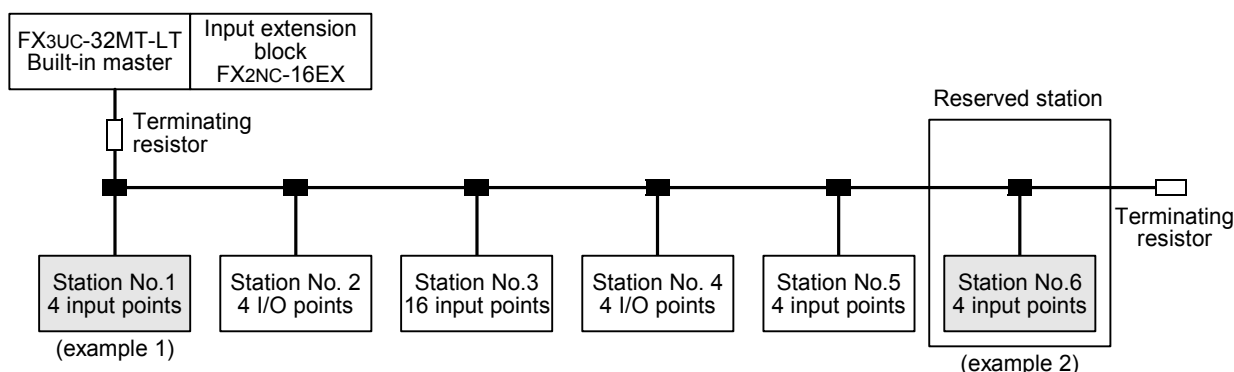 FX3UC-32MT-LT
Built-in master
Input extension
block
FX2NC-16EX
Terminating
resistor
Reserved station
Terminating
resistor
Station No.1
4 input points
(example 1)
Station No. 2
4 I/O points
Station No.3
16 input points
Station No. 4
4 I/O points
Station No.5
4 input points
Station No.6
4 input points
(example 2)